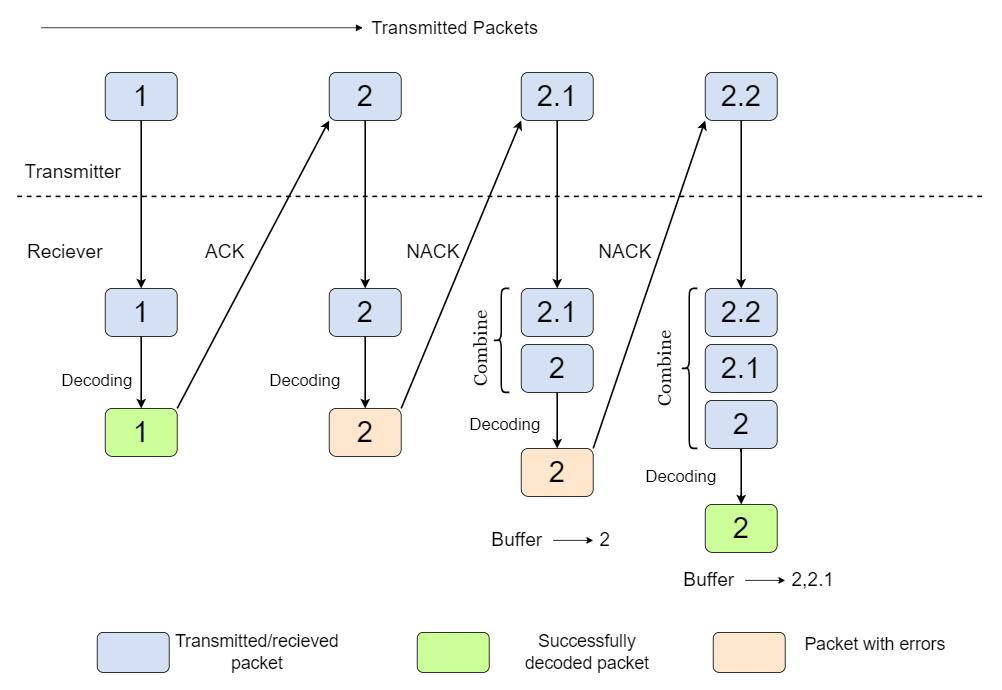 Transmitted Packets
1 2 2.1 2.2
Transmitter
Reciever ACK NACK NACK
1 2 2.1 2.2
Combine
2
Combine
2.1
Decoding Decoding
2
Decoding
1 2
2
Decoding
2
Buffer 2
Buffer 2,2.1
Transmitted/recieved
packet
Successfully
decoded packet
Packet with errors